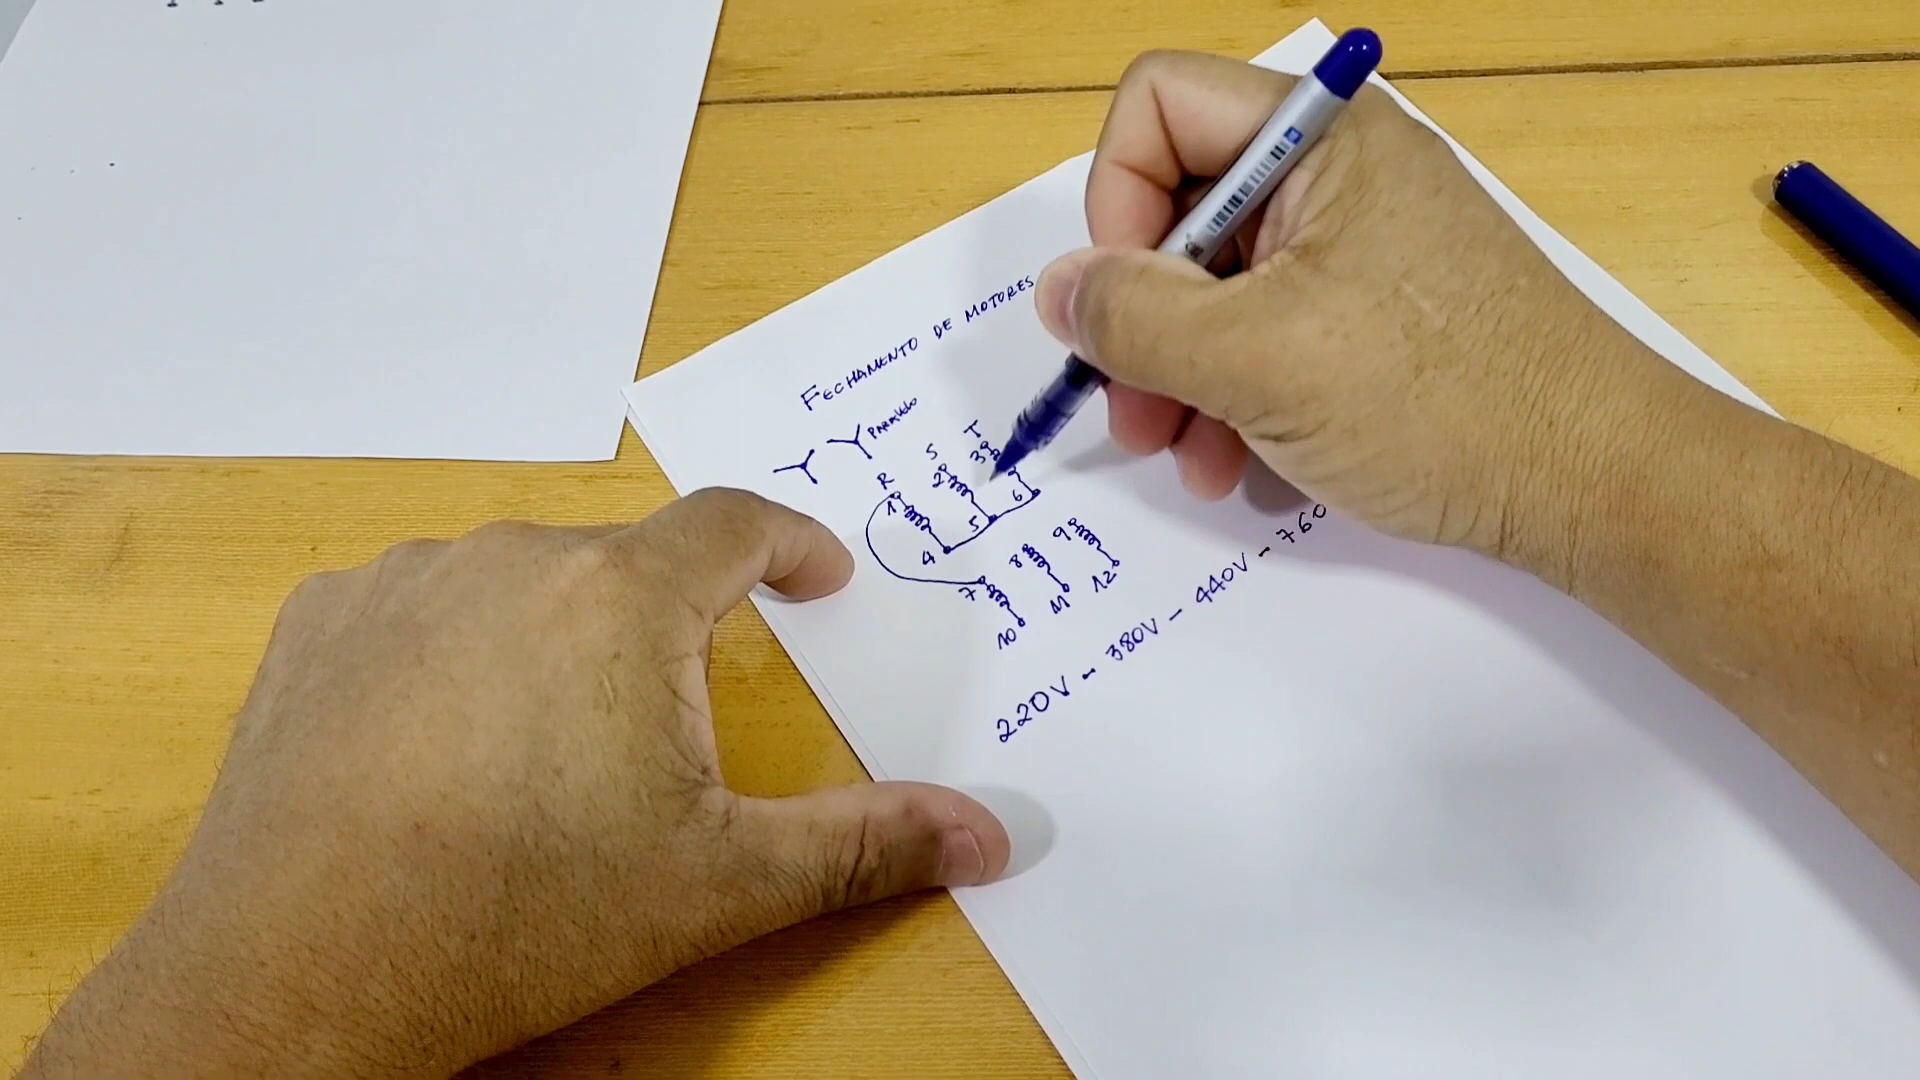 FECHAMENTO DE MOTORES
PARALELO
R S T
1 2 3
4 5 6
7 8 9
10 11 12
220V - 380V - 440V - 760